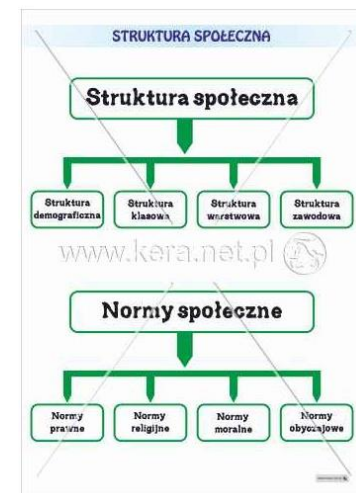 STRUKTURA SPOŁECZNA
Struktura społeczna
Struktura
demograficzna
Struktura
klasowa
Struktura
warstwowa
Struktura
zawodowa
www.kera.net.pl
Normy społeczne
Normy
prawne
Normy
religijne
Normy
moralne
Normy
obyczajowe